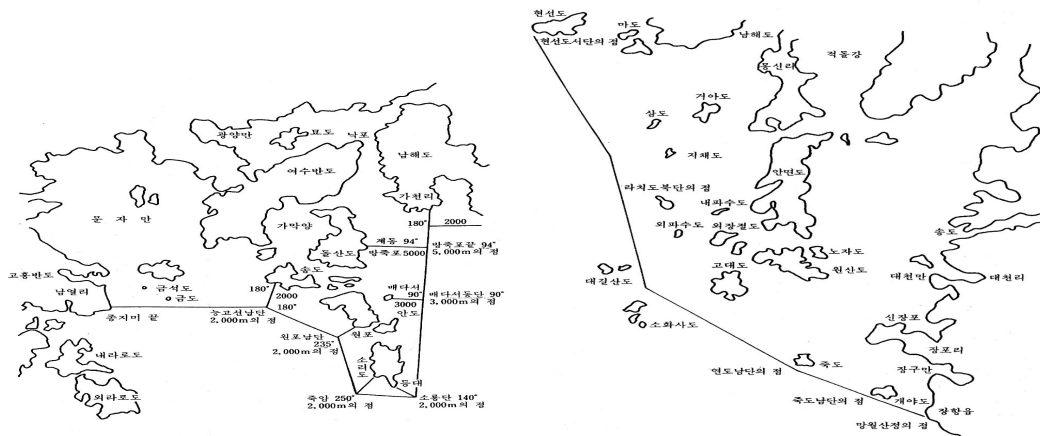 광양만
묘도
낙포
남해도
여수반도
가천리
문 자 만
180°
2000
가막양
제동 94°
방축포 5000
방축포끝 94°
5,000m의 점
돌산도
송도
고흥반도
남열리
금석도
금도
180°
2000
180°
배다서
90°
3000
배다서동단 90°
3,000m의 점
안도
종지미 끝
능고선남단
2,000m의 점
원포남단
235°
2,000m의 점
원포
소리도
등대
내라로도
외라로도
죽양 250°
2,000m의 점
소룡단 140°
2,000m의 점
현선도
마도
현선도서단의 점
남해도
적돌강
몽신리
거아도
삼도
지채도
안면도
라치도북단의 점
내파수도
외파수도
외장절도
고대도
노자도
원산도
송도
대천만
대천리
대길산도
소화사도
신장포
장포리
장구만
죽도
연도남단의 점
죽도남단의 점
개야도
장항읍
망월산정의 점